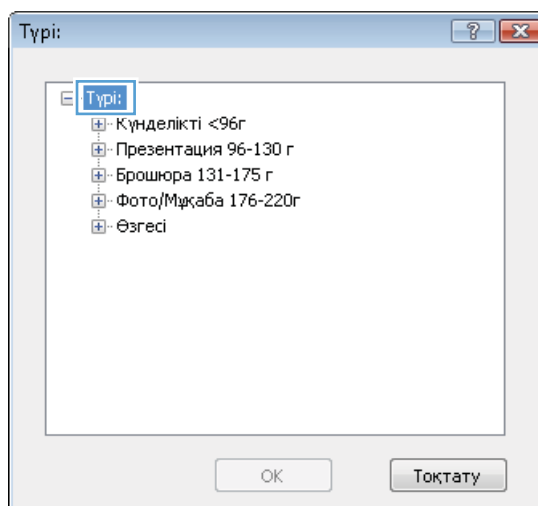 Түрі:
Түрі:
Күнделікті <96г
Презентация 96-130 г
Брошюра 131-175 г
Фото/Мұқаба 176-220г
Өзгесі
OK
Тоқтату